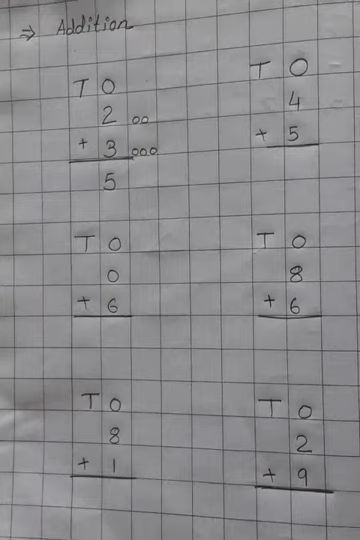 ⇒ Addition
T O
2 oo
+ 3 ooo
5
T O
4
+ 5
T O
0
+ 6
T O
8
+ 6
T O
8
+ 1
T O
2
+ 9